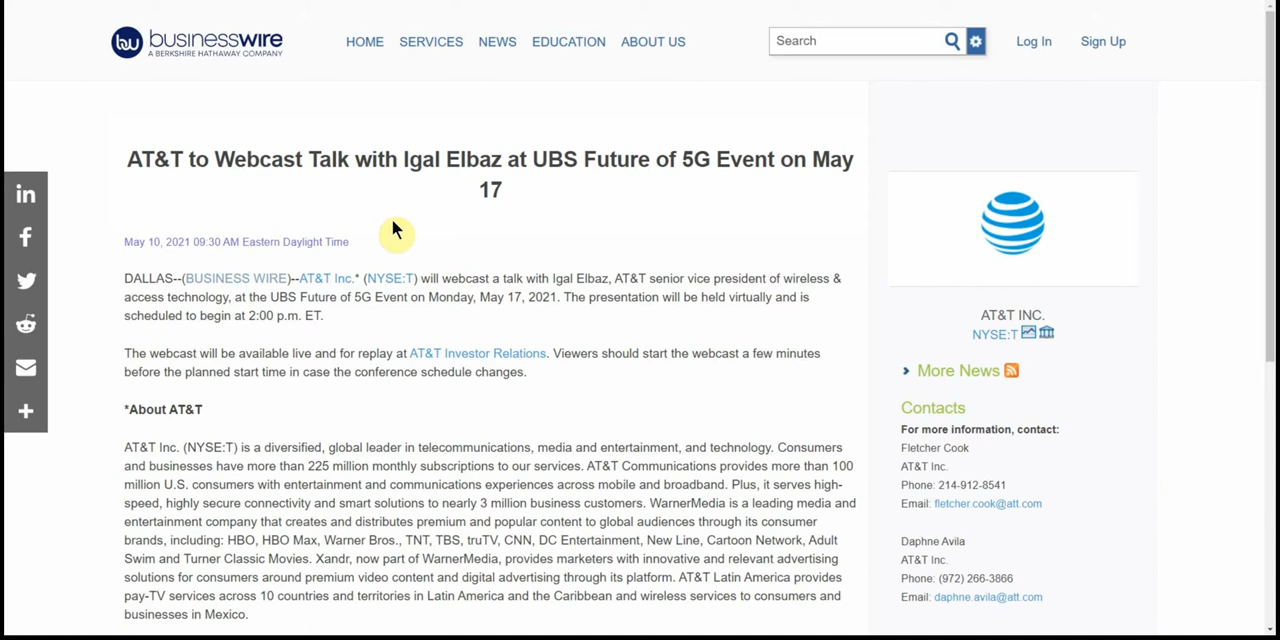 businesswire
A BERKSHIRE HATHAWAY COMPANY
HOME SERVICES NEWS EDUCATION ABOUT US
Search
Log In Sign Up
AT&T to Webcast Talk with Igal Elbaz at UBS Future of 5G Event on May
17
May 10, 2021 09:30 AM Eastern Daylight Time
DALLAS--(BUSINESS WIRE)--AT&T Inc.* (NYSE:T) will webcast a talk with Igal Elbaz, AT&T senior vice president of wireless &
access technology, at the UBS Future of 5G Event on Monday, May 17, 2021. The presentation will be held virtually and is
scheduled to begin at 2:00 p.m. ET.
The webcast will be available live and for replay at AT&T Investor Relations. Viewers should start the webcast a few minutes
before the planned start time in case the conference schedule changes.
*About AT&T
AT&T Inc. (NYSE:T) is a diversified, global leader in telecommunications, media and entertainment, and technology. Consumers
and businesses have more than 225 million monthly subscriptions to our services. AT&T Communications provides more than 100
million U.S. consumers with entertainment and communications experiences across mobile and broadband. Plus, it serves high-
speed, highly secure connectivity and smart solutions to nearly 3 million business customers. WarnerMedia is a leading media and
entertainment company that creates and distributes premium and popular content to global audiences through its consumer
brands, including: HBO, HBO Max, Warner Bros., TNT, TBS, truTV, CNN, DC Entertainment, New Line, Cartoon Network, Adult
Swim and Turner Classic Movies. Xandr, now part of WarnerMedia, provides marketers with innovative and relevant advertising
solutions for consumers around premium video content and digital advertising through its platform. AT&T Latin America provides
pay-TV services across 10 countries and territories in Latin America and the Caribbean and wireless services to consumers and
businesses in Mexico.
AT&T INC.
NYSE:T
More News
Contacts
For more information, contact:
Fletcher Cook
AT&T Inc.
Phone: 214-912-8541
Email: fletcher.cook@att.com
Daphne Avila
AT&T Inc.
Phone: (972) 266-3866
Email: daphne.avila@att.com